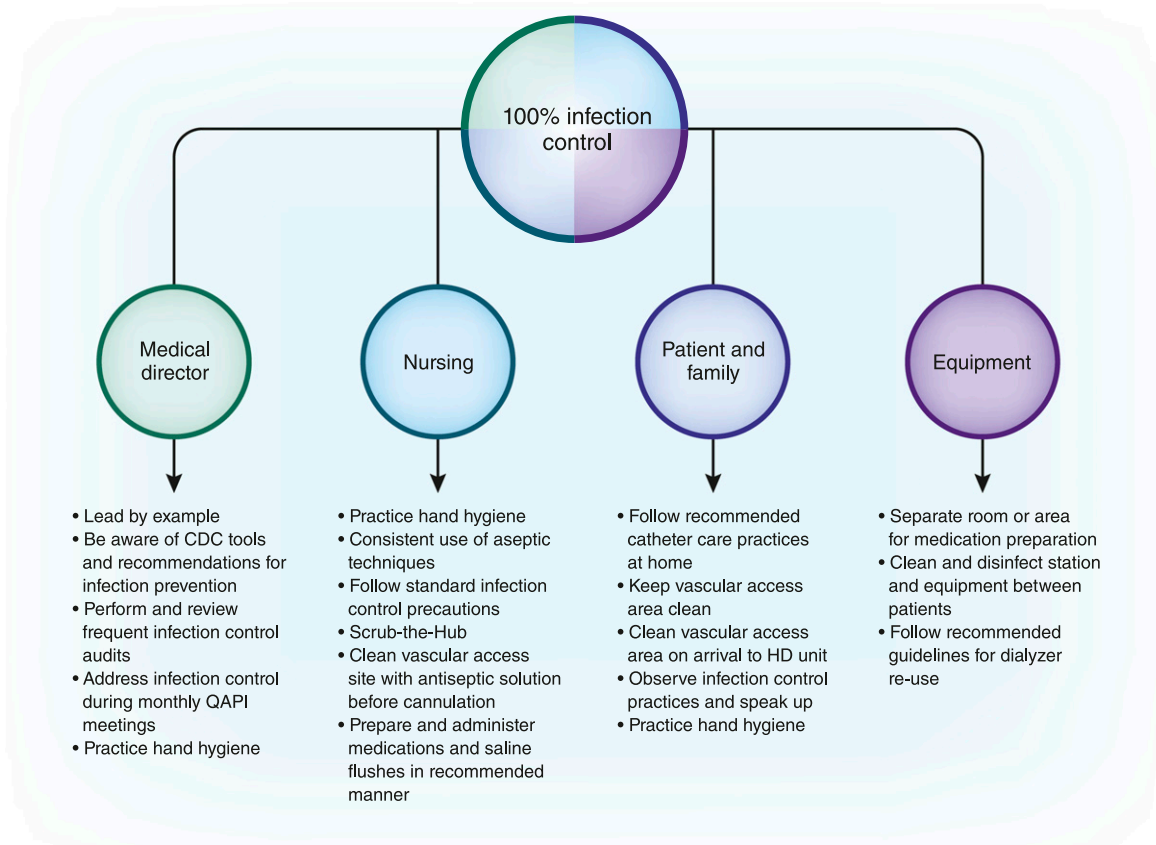 100% infection
control
Medical
director
Nursing
Patient and
family
Equipment
• Lead by example
• Be aware of CDC tools
and recommendations for
infection prevention
• Perform and review
frequent infection control
audits
• Address infection control
during monthly QAPI
meetings
• Practice hand hygiene
• Practice hand hygiene
• Consistent use of aseptic
techniques
• Follow standard infection
control precautions
• Scrub-the-Hub
• Clean vascular access
site with antiseptic solution
before cannulation
• Prepare and administer
medications and saline
flushes in recommended
manner
• Follow recommended
catheter care practices
at home
• Keep vascular access
area clean
• Clean vascular access
area on arrival to HD unit
• Observe infection control
practices and speak up
• Practice hand hygiene
• Separate room or area
for medication preparation
• Clean and disinfect station
and equipment between
patients
• Follow recommended
guidelines for dialyzer
re-use